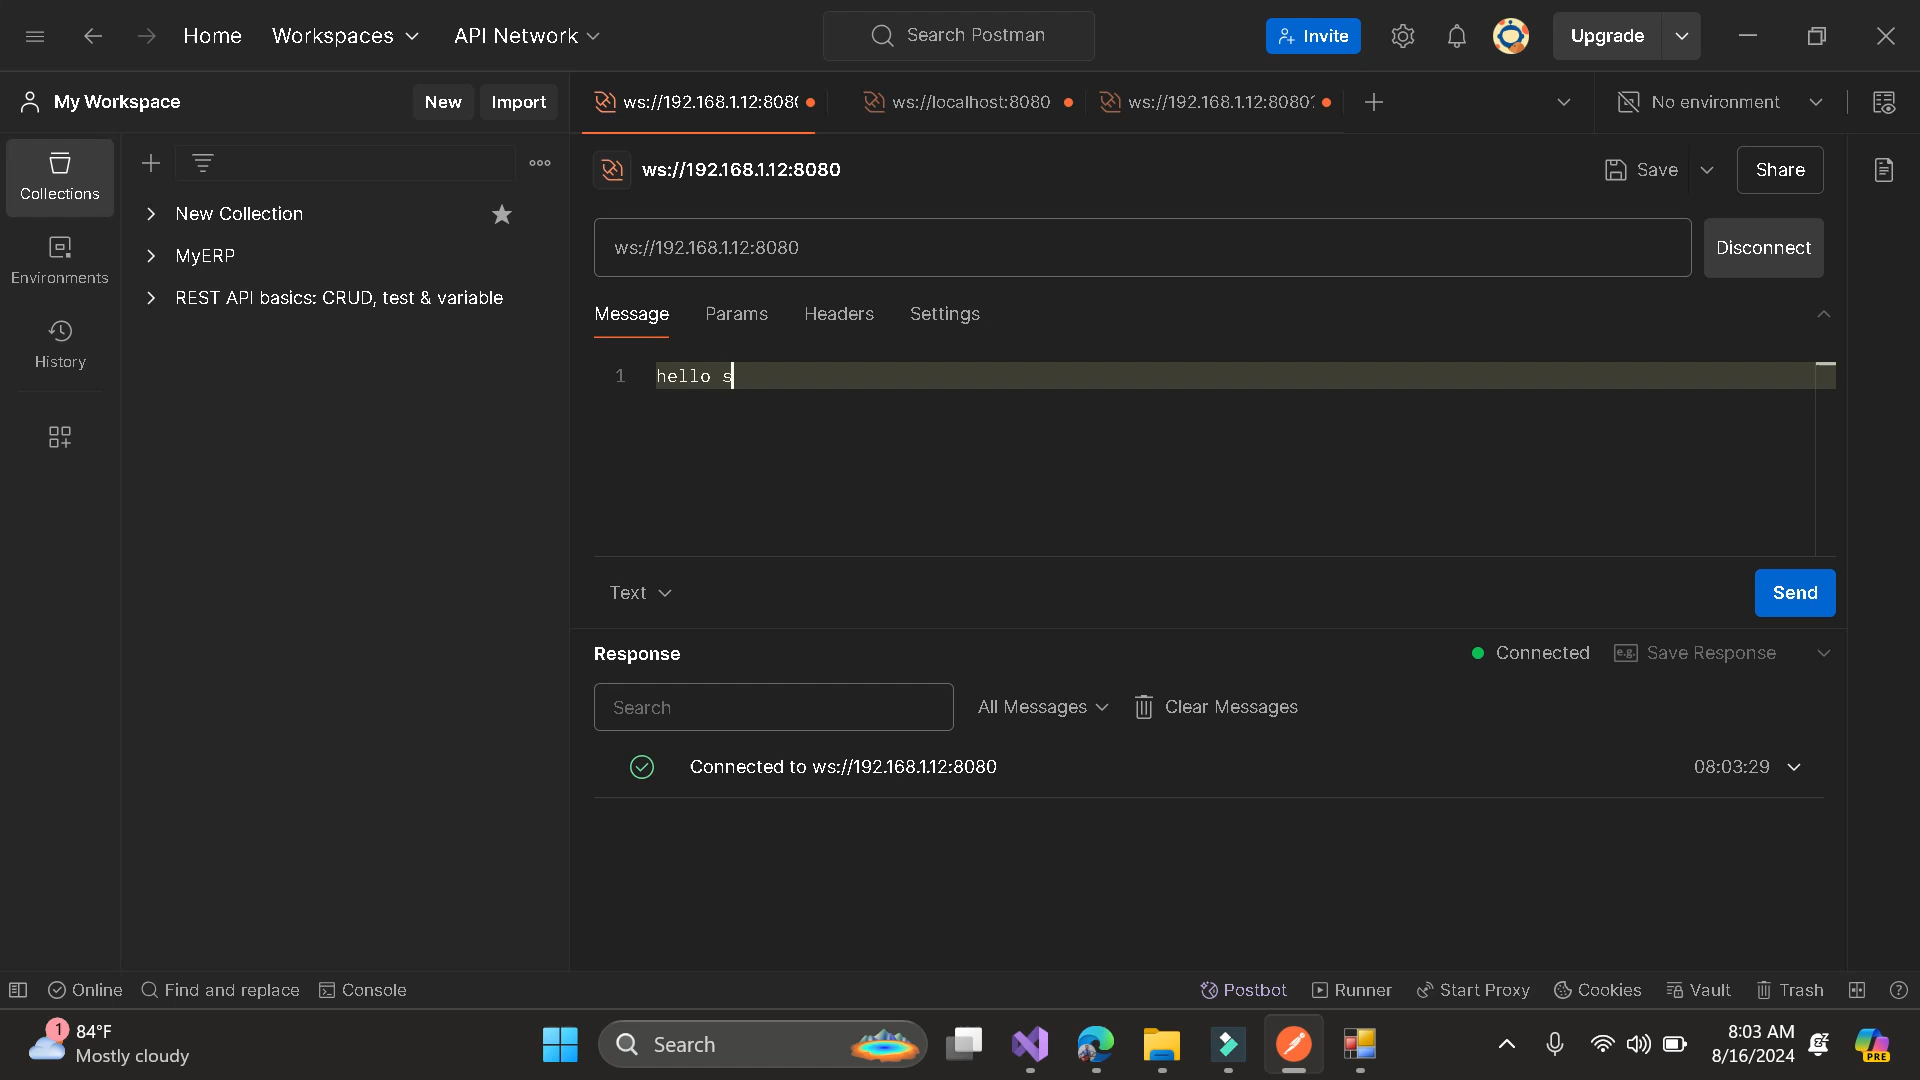 Home Workspaces API Network Search Postman Invite Upgrade
My Workspace New Import ws://192.168.1.12:808( ws://localhost:8080 ws://192.168.1.12:8080 No environment
Collections
Environments
History
New Collection
MyERP
REST API basics: CRUD, test & variable
ws://192.168.1.12:8080 Save Share
ws://192.168.1.12:8080 Disconnect
Message Params Headers Settings
1 hello s
Text Send
Response Connected e.g. Save Response
Search All Messages Clear Messages
Connected to ws://192.168.1.12:8080 08:03:29
Online Find and replace Console Postbot Runner Start Proxy Cookies Vault Trash
1 84°F
Mostly cloudy
Search
8:03 AM
8/16/2024
PRE